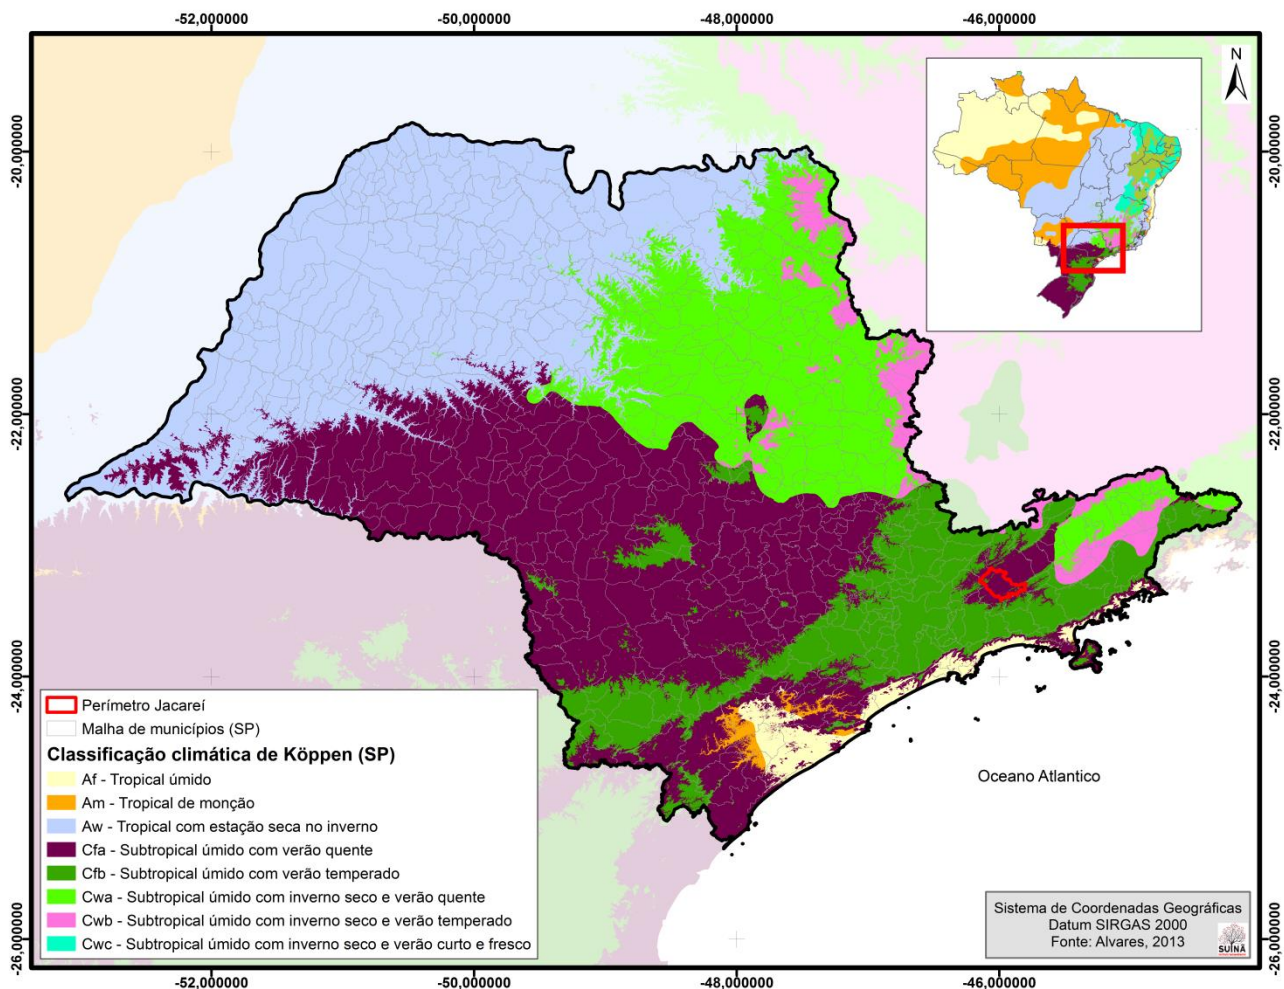 -52,000000
-50,000000
-48,000000
-46,000000
N
-20,000000
-20,000000
-22,000000
-22,000000
-24,000000
-24,000000
-26,000000
-26,000000
Perímetro Jacareí
Malha de municípios (SP)
Classificação climática de Köppen (SP)
Af - Tropical úmido
Am - Tropical de monção
Aw - Tropical com estação seca no inverno
Cfa - Subtropical úmido com verão quente
Cfb - Subtropical úmido com verão temperado
Cwa - Subtropical úmido com inverno seco e verão quente
Cwb - Subtropical úmido com inverno seco e verão temperado
Cwc - Subtropical úmido com inverno seco e verão curto e fresco
Oceano Atlantico
Sistema de Coordenadas Geográficas
Datum SIRGAS 2000
Fonte: Alvares, 2013
SUINÃ
-52,000000
-50,000000
-48,000000
-46,000000